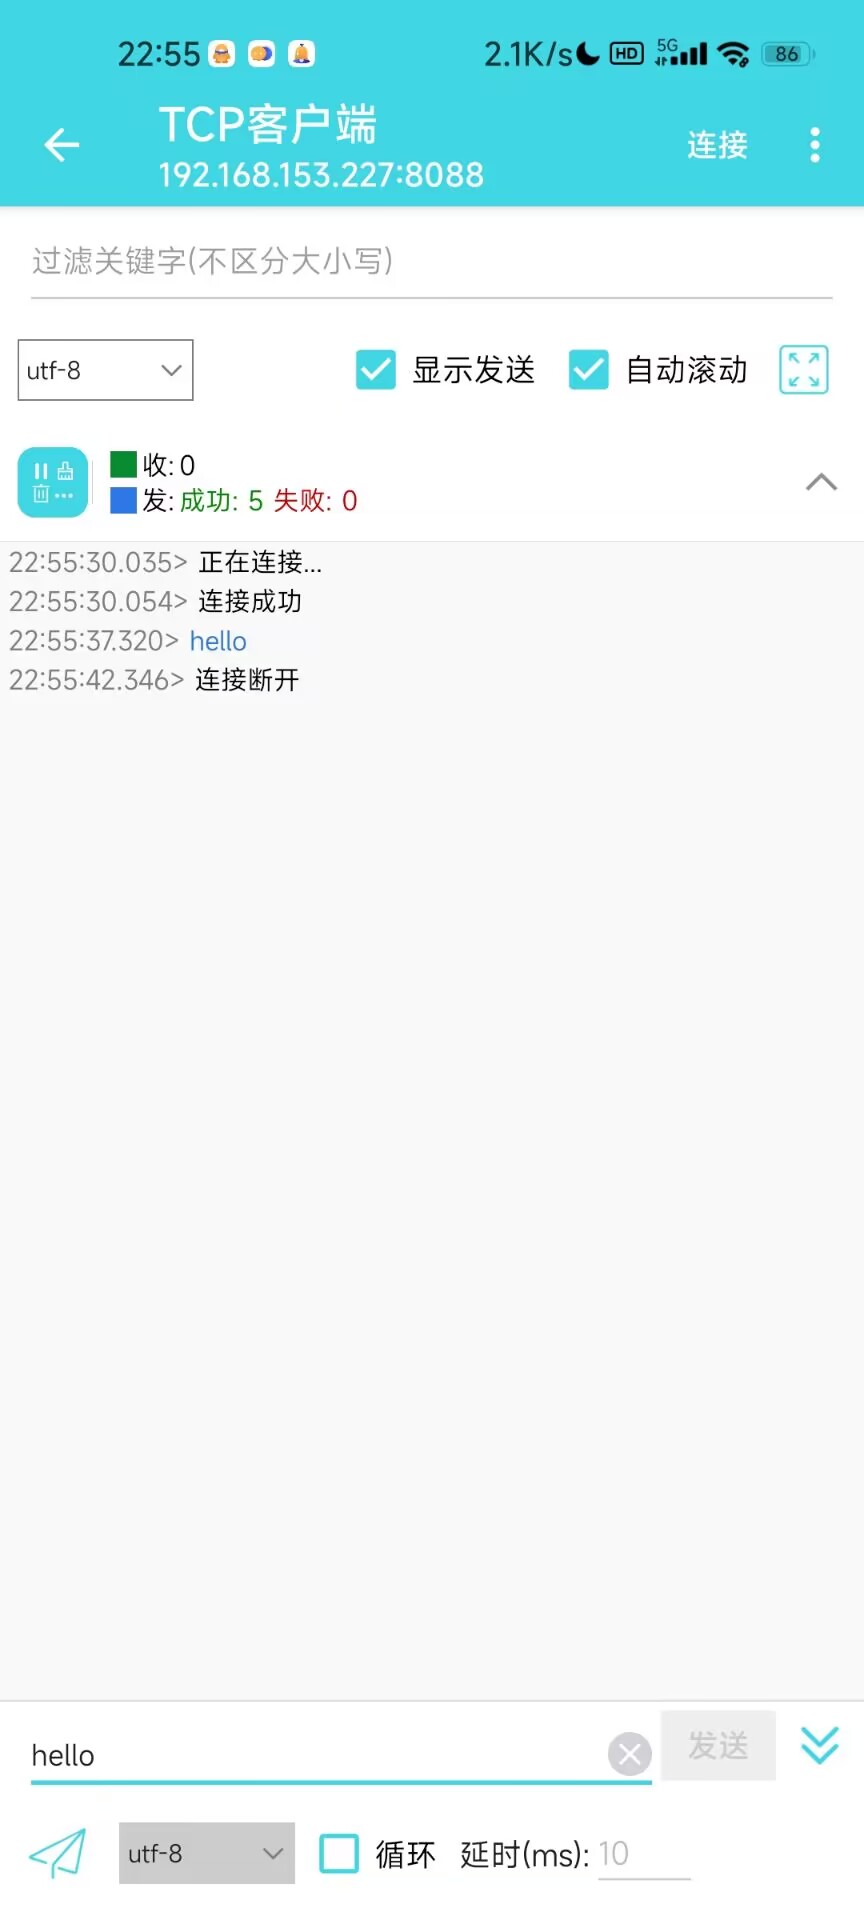 22:55 2.1K/s HD 5G 86
TCP客户端
192.168.153.227:8088
连接
过滤关键字(不区分大小写)
utf-8 显示发送 自动滚动
收: 0
发: 成功: 5 失败: 0
22:55:30.035> 正在连接...
22:55:30.054> 连接成功
22:55:37.320> hello
22:55:42.346> 连接断开
hello 发送
utf-8 循环 延时(ms): 10